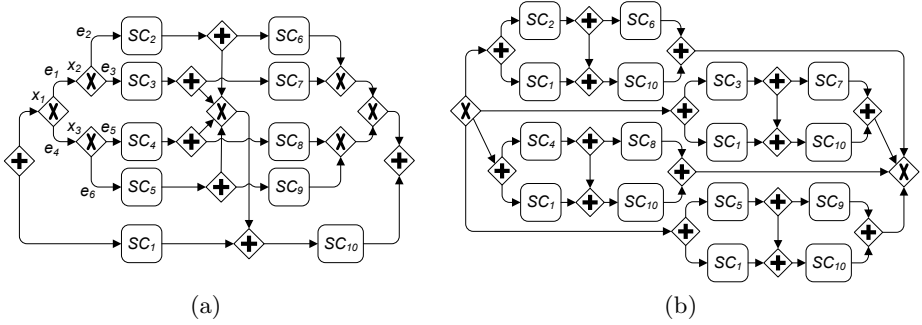 e₂ SC₂ SC₆
e₁ x₂ e₃ SC₃ SC₇
x₁
x₃ e₅ SC₄ SC₈
e₄
e₆ SC₅ SC₉
SC₁ SC₁₀
(a)
SC₂ SC₆
SC₁ SC₁₀
SC₃ SC₇
SC₁ SC₁₀
SC₄ SC₈
SC₁ SC₁₀
SC₅ SC₉
SC₁ SC₁₀
(b)